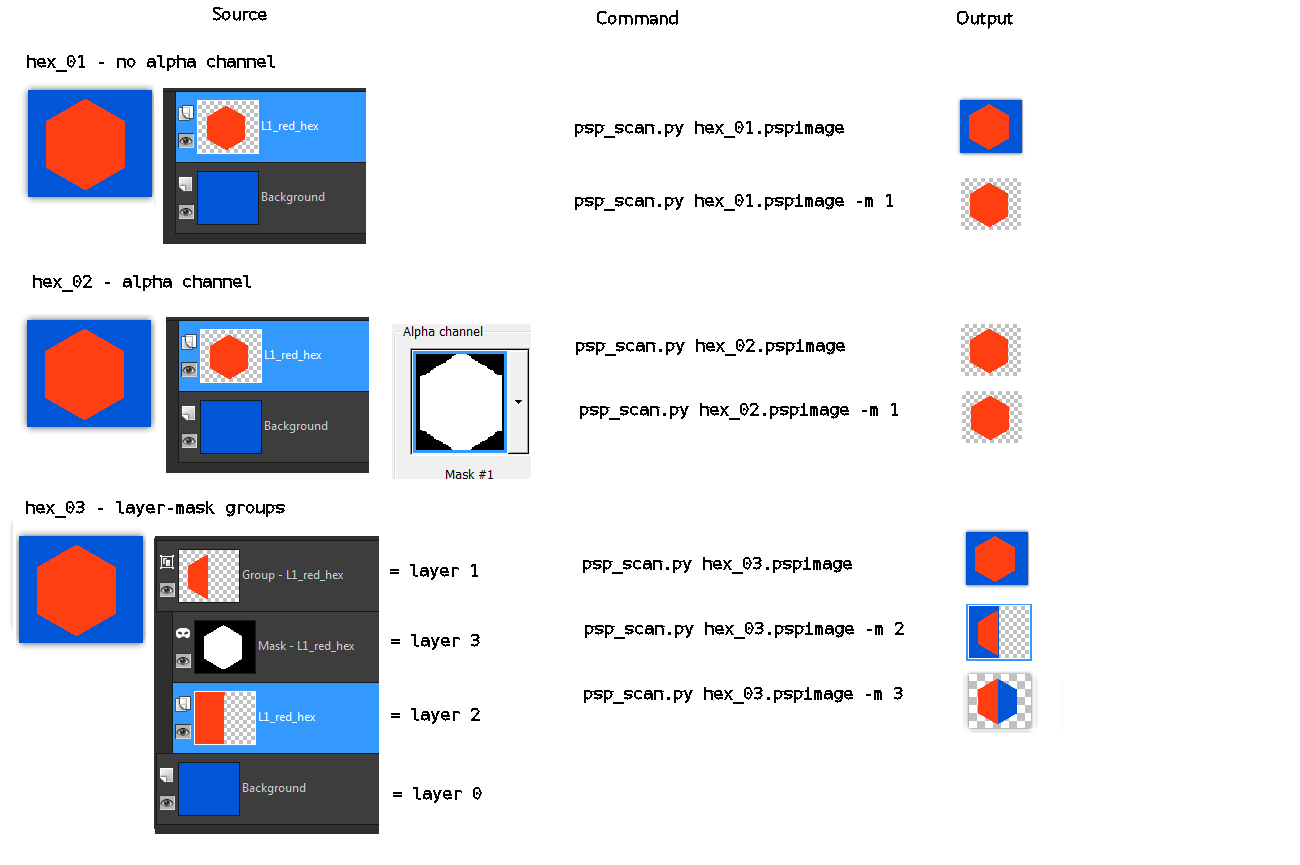 Source Command Output
hex_01 - no alpha channel
L1_red_hex
Background
psp_scan.py hex_01.pspimage
psp_scan.py hex_01.pspimage -m 1
hex_02 - alpha channel
L1_red_hex
Background
Alpha channel
Mask #1
psp_scan.py hex_02.pspimage
psp_scan.py hex_02.pspimage -m 1
hex_03 - layer-mask groups
Group - L1_red_hex = layer 1
Mask - L1_red_hex = layer 3
L1_red_hex = layer 2
Background = layer 0
psp_scan.py hex_03.pspimage
psp_scan.py hex_03.pspimage -m 2
psp_scan.py hex_03.pspimage -m 3